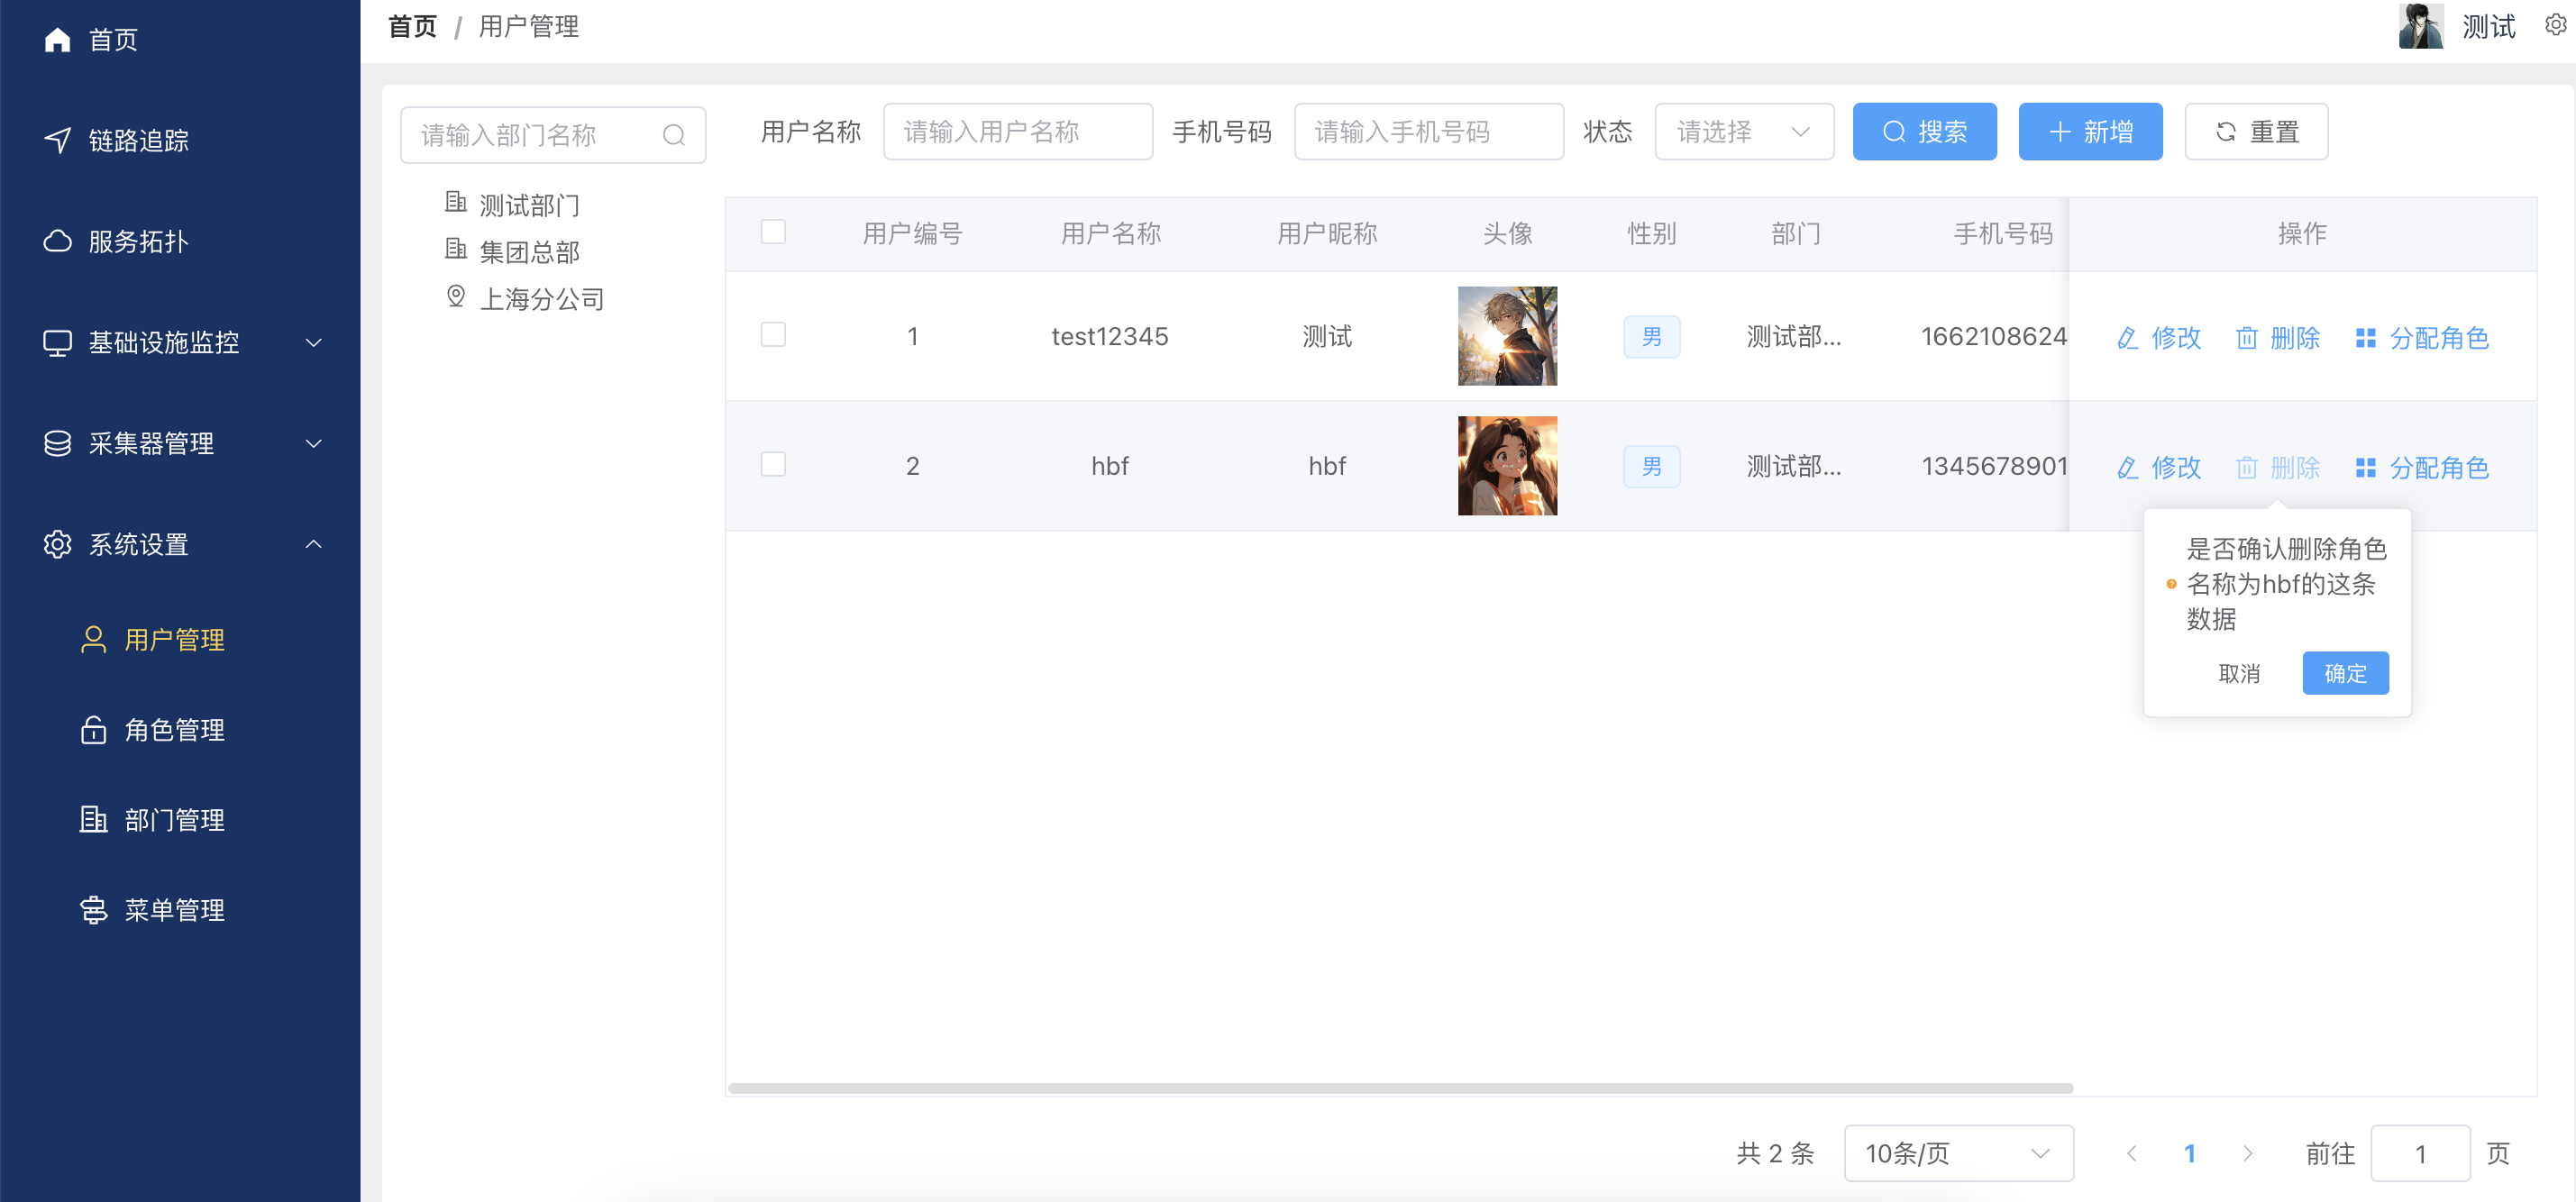 首页
链路追踪
服务拓扑
基础设施监控
采集器管理
系统设置
用户管理
角色管理
部门管理
菜单管理
首页 / 用户管理
测试
请输入部门名称
测试部门
集团总部
上海分公司
用户名称 请输入用户名称 手机号码 请输入手机号码 状态 请选择 搜索 新增 重置
用户编号 用户名称 用户昵称 头像 性别 部门 手机号码 操作
1 test12345 测试 男 测试部... 1662108624 修改 删除 分配角色
2 hbf hbf 男 测试部... 1345678901 修改 删除 分配角色
是否确认删除角色
名称为hbf的这条
数据
取消 确定
共 2 条 10条/页 1 前往 1 页